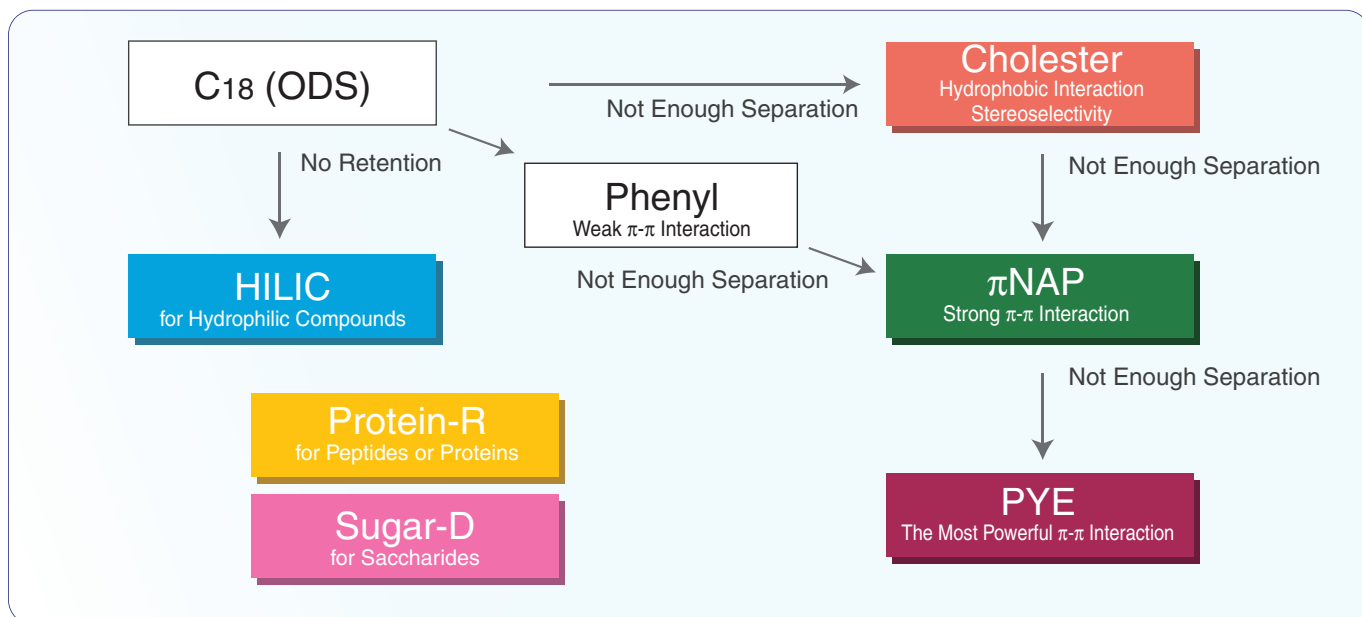 C18 (ODS)
Not Enough Separation
Cholester
Hydrophobic Interaction
Stereoselectivity
No Retention
Not Enough Separation
Phenyl
Weak π-π Interaction
Not Enough Separation
HILIC
for Hydrophilic Compounds
πNAP
Strong π-π Interaction
Not Enough Separation
Protein-R
for Peptides or Proteins
Sugar-D
for Saccharides
PYE
The Most Powerful π-π Interaction